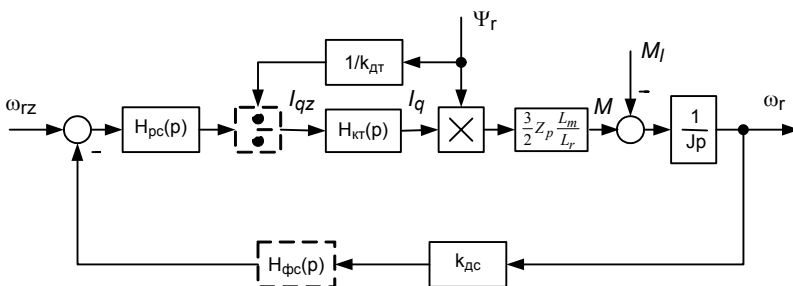 Ψr
1/kдт
Ml
ωrz
Hрс(p)
Iqz
Hкт(p)
Iq
3/2 Zp Lm/Lr
M
1/Jp
ωr
-
-
Hфс(p)
kдс